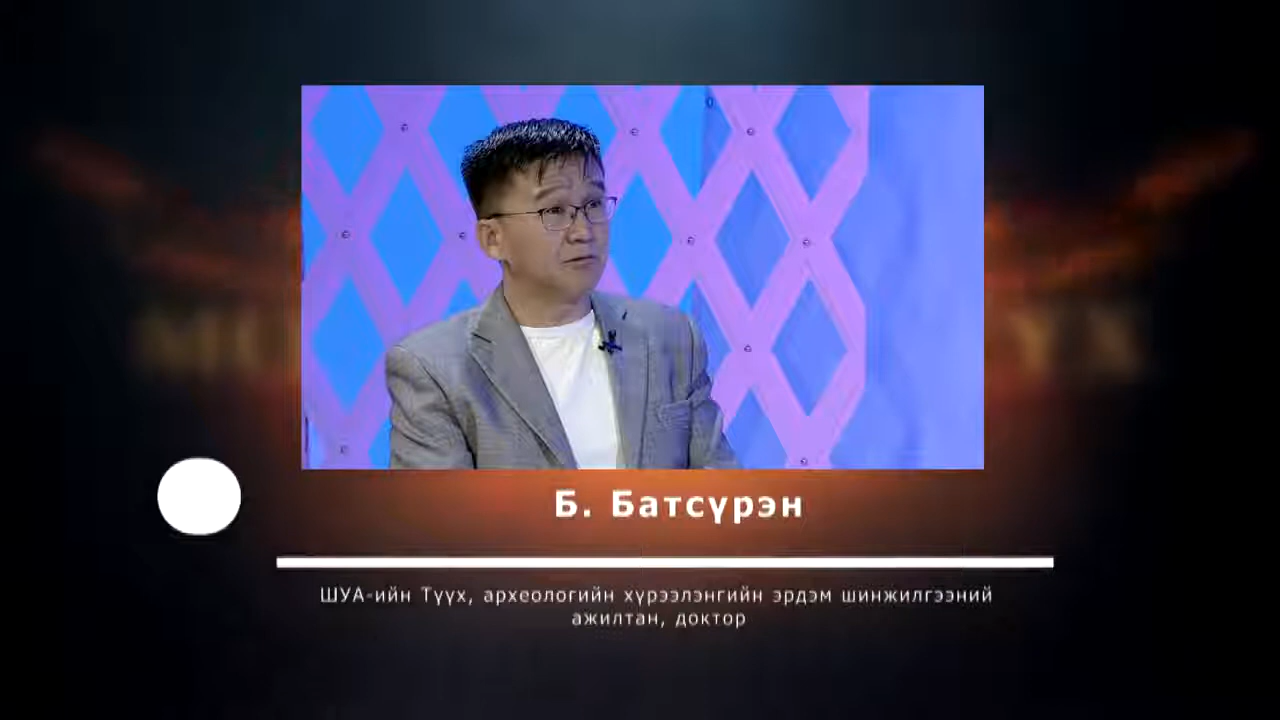 Б. Батсүрэн
ШУА-ийн Түүх, археологийн хүрээлэнгийн эрдэм шинжилгээний
ажилтан, доктор